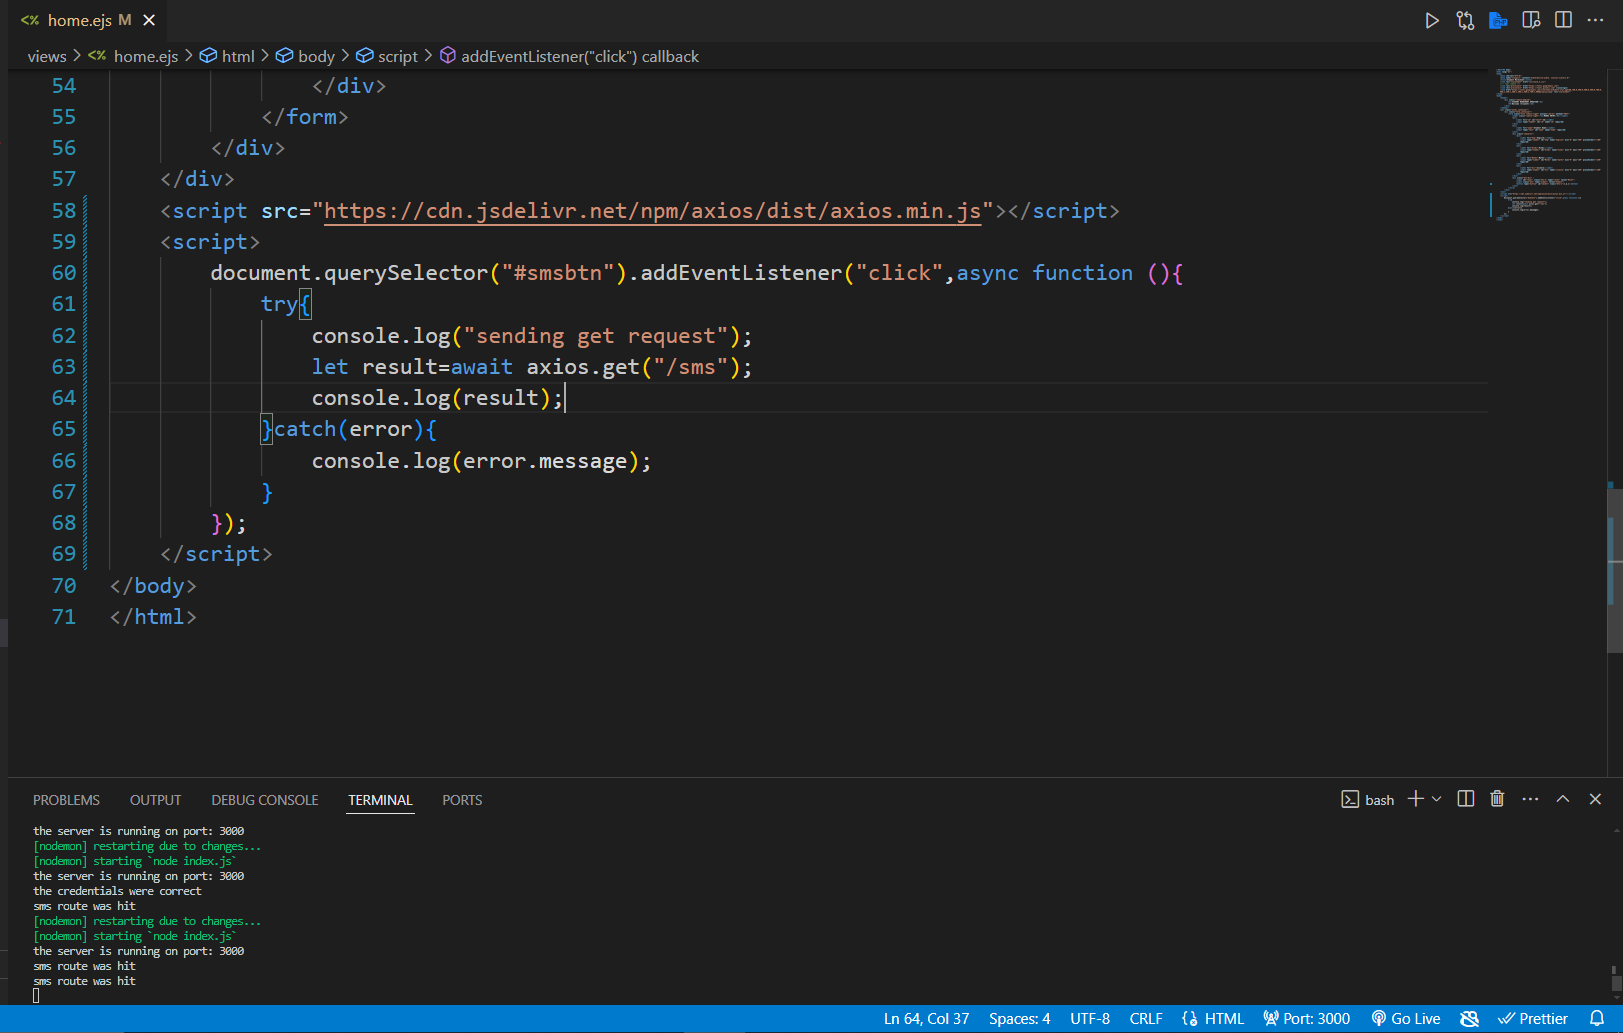 <% home.ejs M
views > <% home.ejs > html > body > script > addEventListener("click") callback
54 </div>
55 </form>
56 </div>
57 </div>
58 <script src="https://cdn.jsdelivr.net/npm/axios/dist/axios.min.js"></script>
59 <script>
60 document.querySelector("#smsbtn").addEventListener("click",async function (){
61 try{
62 console.log("sending get request");
63 let result=await axios.get("/sms");
64 console.log(result);
65 }catch(error){
66 console.log(error.message);
67 }
68 });
69 </script>
70 </body>
71 </html>
PROBLEMS OUTPUT DEBUG CONSOLE TERMINAL PORTS bash
the server is running on port: 3000
[nodemon] restarting due to changes...
[nodemon] starting `node index.js`
the server is running on port: 3000
the credentials were correct
sms route was hit
[nodemon] restarting due to changes...
[nodemon] starting `node index.js`
the server is running on port: 3000
sms route was hit
sms route was hit
Ln 64, Col 37 Spaces: 4 UTF-8 CRLF HTML Port: 3000 Go Live Prettier